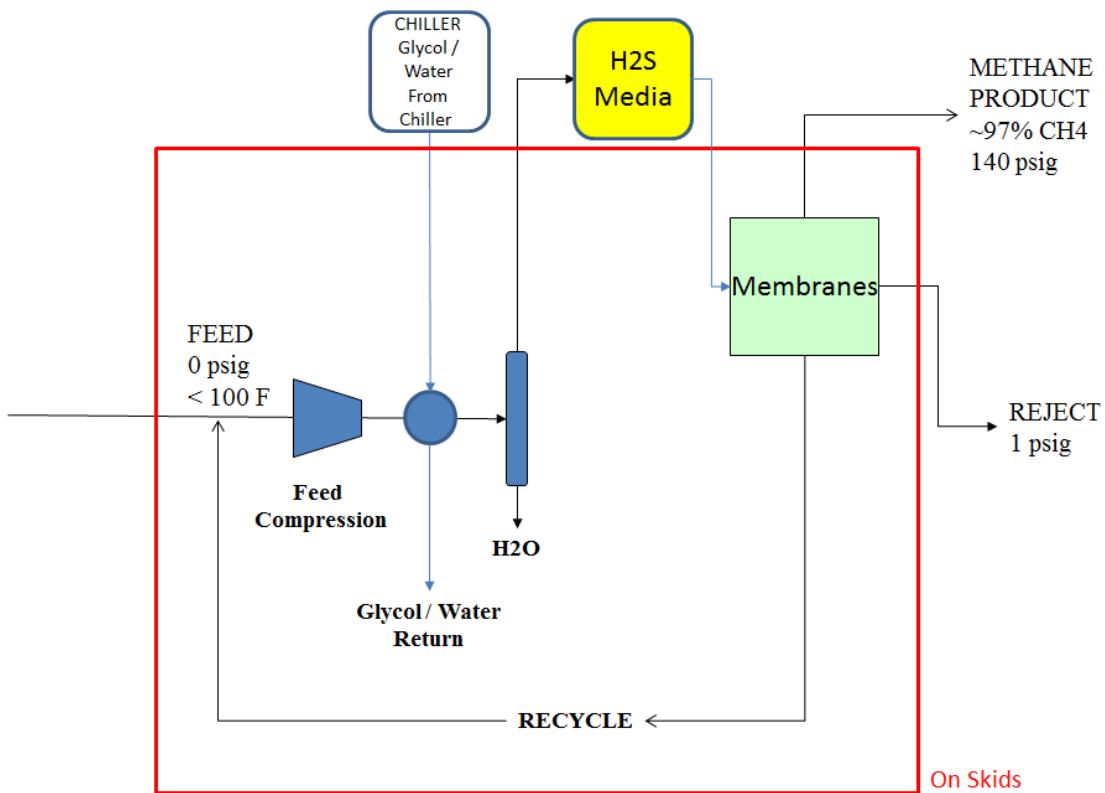 CHILLER
Glycol /
Water
From
Chiller
H2S
Media
METHANE
PRODUCT
~97% CH4
140 psig
Membranes
FEED
0 psig
< 100 F
REJECT
1 psig
Feed
Compression
H2O
Glycol / Water
Return
RECYCLE
On Skids